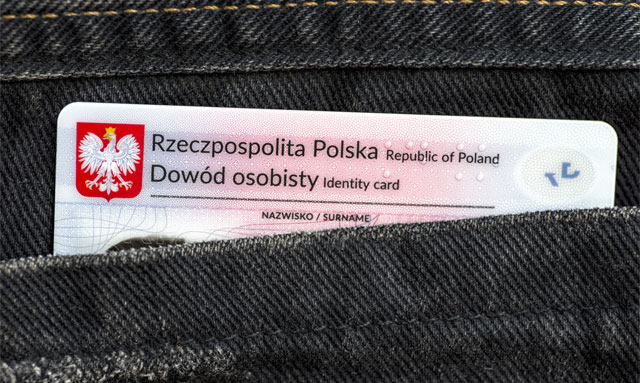 Rzeczpospolita Polska Republic of Poland
Dowód osobisty Identity card
NAZWISKO / SURNAME